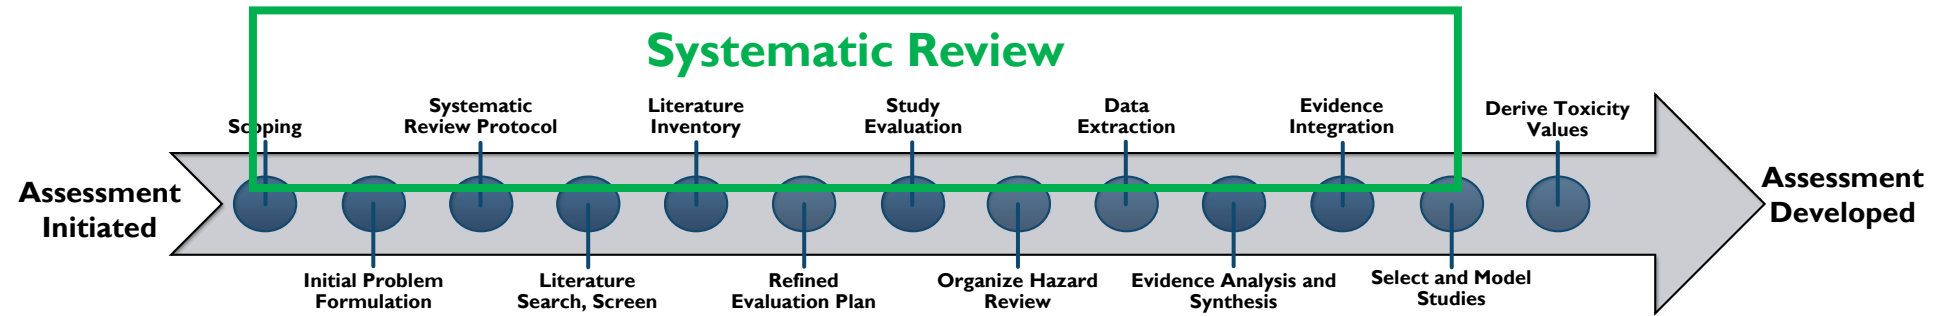 Systematic Review
Assessment
Initiated
Scoping
Initial Problem
Formulation
Systematic
Review Protocol
Literature
Search, Screen
Literature
Inventory
Refined
Evaluation Plan
Study
Evaluation
Organize Hazard
Review
Data
Extraction
Evidence Analysis and
Synthesis
Evidence
Integration
Select and Model
Studies
Derive Toxicity
Values
Assessment
Developed